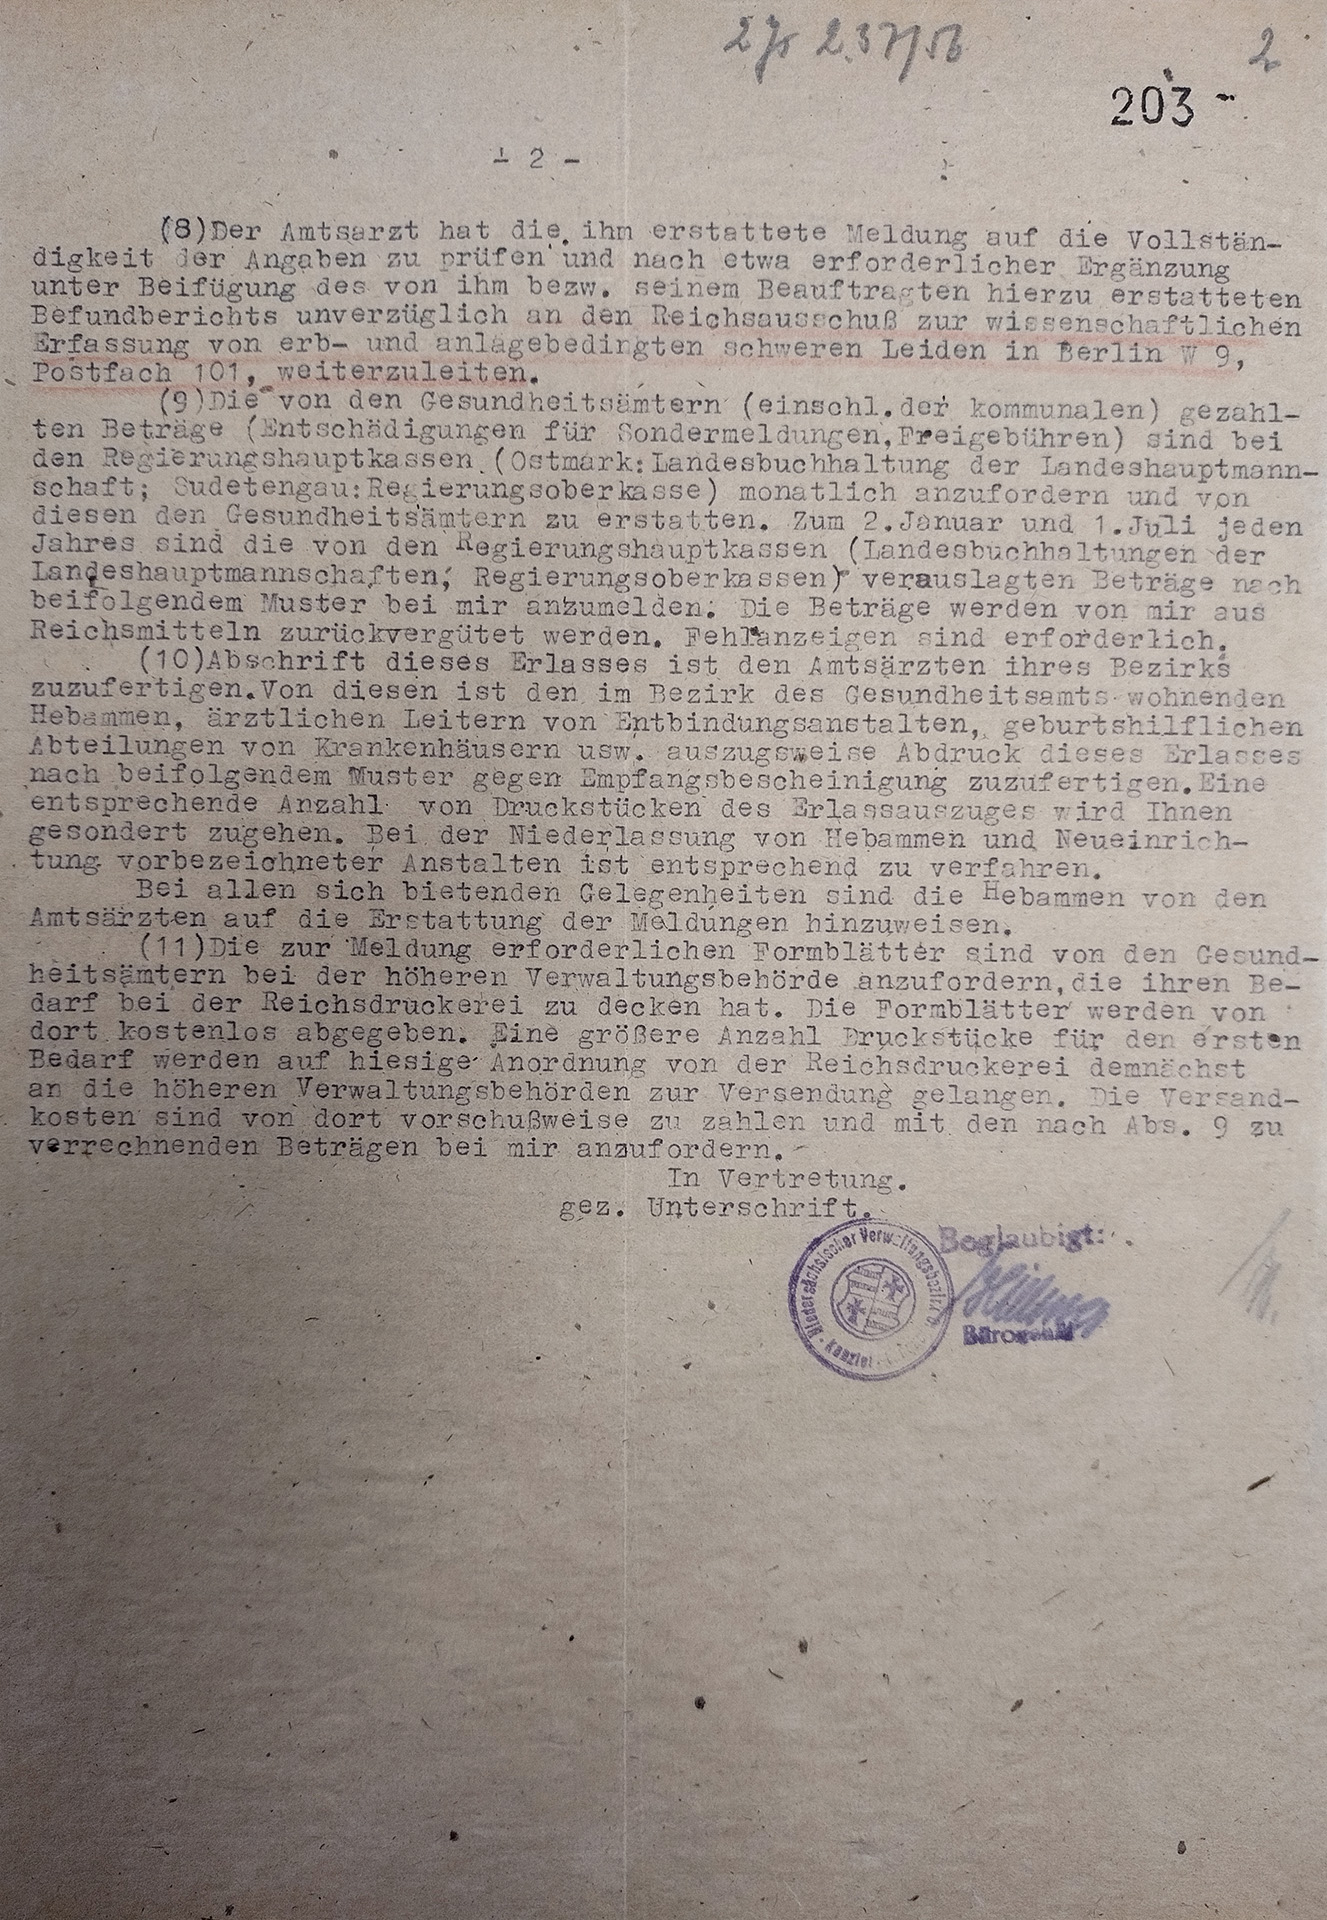 2
203 -
- 2 -
(8)Der Amtsarzt hat die ihm erstattete Meldung auf die Vollstän-
digkeit der Angaben zu prüfen und nach etwa erforderlicher Ergänzung
unter Beifügung des von ihm bezw. seinem Beauftragten hierzu erstatteten
Befundberichts unverzüglich an den Reichsausschuß zur wissenschaftlichen
Erfassung von erb- und anlagebedingten schweren Leiden in Berlin W 9,
Postfach 101, weiterzuleiten.
(9)Die von den Gesundheitsämtern (einschl.der kommunalen) gezahl-
ten Beträge (Entschädigungen für Sondermeldungen,Freigebühren) sind bei
den Regierungshauptkassen (Ostmark:Landesbuchhaltung der Landeshauptmann-
schaft; Sudetengau:Regierungsoberkasse) monatlich anzufordern und von
diesen den Gesundheitsämtern zu erstatten. Zum 2.Januar und 1.Juli jeden
Jahres sind die von den Regierungshauptkassen (Landesbuchhaltungen der
Landeshauptmannschaften, Regierungsoberkassen) verauslagten Beträge nach
beifolgendem Muster bei mir anzumelden. Die Beträge werden von mir aus
Reichsmitteln zurückvergütet werden. Fehlanzeigen sind erforderlich.
(10)Abschrift dieses Erlasses ist den Amtsärzten ihres Bezirks
zuzufertigen.Von diesen ist den im Bezirk des Gesundheitsamts wohnenden
Hebammen, ärztlichen Leitern von Entbindungsanstalten, geburtshilflichen
Abteilungen von Krankenhäusern usw. auszugsweise Abdruck dieses Erlasses
nach beifolgendem Muster gegen Empfangsbescheinigung zuzufertigen.Eine
entsprechende Anzahl von Druckstücken des Erlassauszuges wird Ihnen
gesondert zugehen. Bei der Niederlassung von Hebammen und Neueinrich-
tung vorbezeichneter Anstalten ist entsprechend zu verfahren.
Bei allen sich bietenden Gelegenheiten sind die Hebammen von den
Amtsärzten auf die Erstattung der Meldungen hinzuweisen.
(11)Die zur Meldung erforderlichen Formblätter sind von den Gesund-
heitsämtern bei der höheren Verwaltungsbehörde anzufordern,die ihren Be-
darf bei der Reichsdruckerei zu decken hat. Die Formblätter werden von
dort kostenlos abgegeben. Eine größere Anzahl Druckstücke für den ersten
Bedarf werden auf hiesige Anordnung von der Reichsdruckerei demnächst
an die höheren Verwaltungsbehörden zur Versendung gelangen. Die Versand-
kosten sind von dort vorschußweise zu zahlen und mit den nach Abs. 9 zu
verrechnenden Beträgen bei mir anzufordern.
In Vertretung.
gez. Unterschrift.
Beglaubigt:
Niedersächsischer Verwaltungsbezirk
Kanzlei